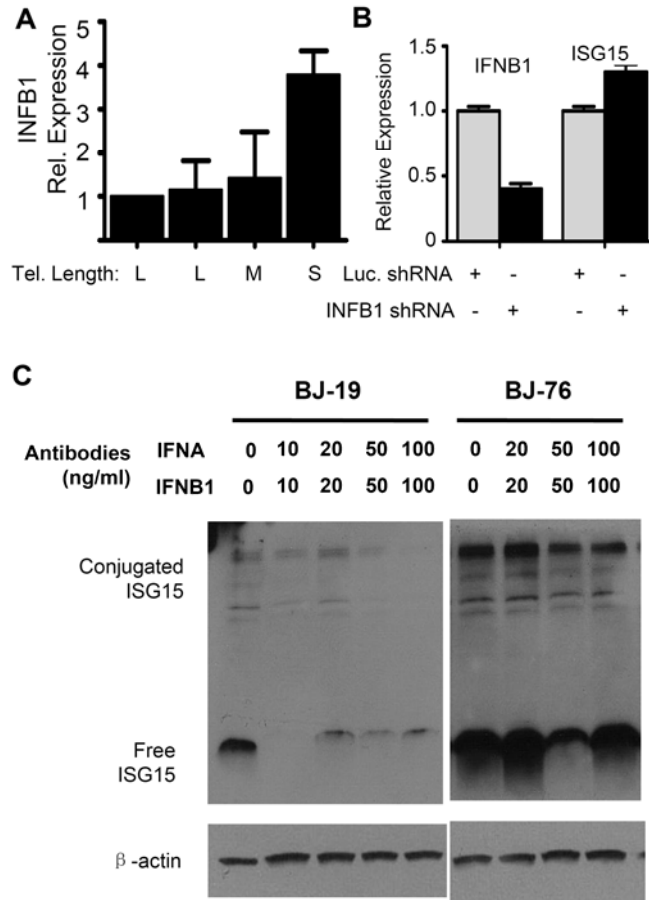 A
INFB1
Rel. Expression
5
4
3
2
1
Tel. Length: L L M S
B
Relative Expression
1.5
1.0
0.5
0
IFNB1
ISG15
Luc. shRNA + - + -
INFB1 shRNA - + - +
C
BJ-19
BJ-76
Antibodies
(ng/ml)
IFNA 0 10 20 50 100 0 20 50 100
IFNB1 0 10 20 50 100 0 20 50 100
Conjugated
ISG15
Free
ISG15
β-actin